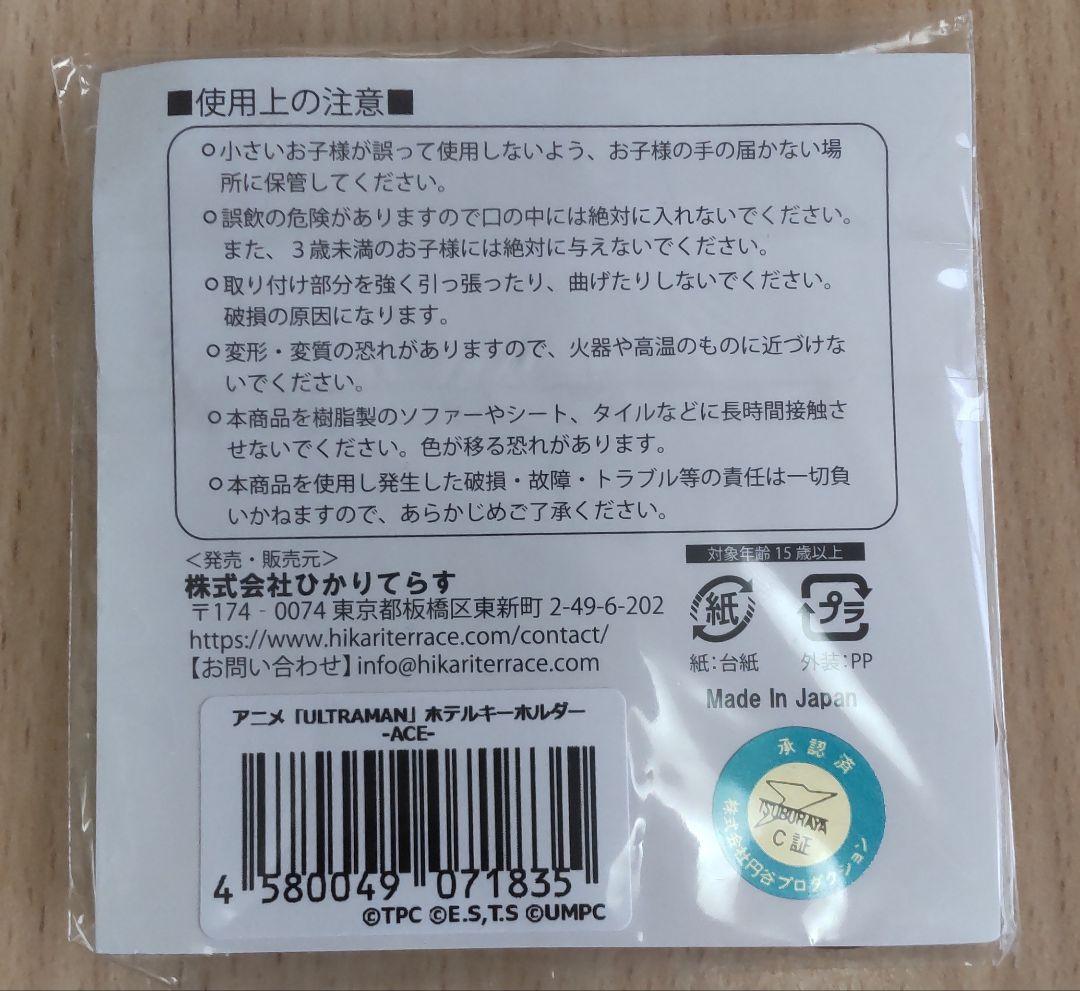 ■使用上の注意■
○小さいお子様が誤って使用しないよう、お子様の手の届かない場
所に保管してください。
○誤飲の危険がありますので口の中には絶対に入れないでください。
また、３歳未満のお子様には絶対に与えないでください。
○取り付け部分を強く引っ張ったり、曲げたりしないでください。
破損の原因になります。
○変形・変質の恐れがありますので、火器や高温のものに近づけな
いでください。
○本商品を樹脂製のソファーやシート、タイルなどに長時間接触さ
せないでください。色が移る恐れがあります。
○本商品を使用し発生した破損・故障・トラブル等の責任は一切負
いかねますので、あらかじめご了承ください。
＜発売・販売元＞
株式会社ひかりてらす
〒174‐0074 東京都板橋区東新町 2-49-6-202
https://www.hikariterrace.com/contact/
【お問い合わせ】info@hikariterrace.com
対象年齢 15 歳以上
紙
プラ
紙：台紙
外装：PP
Made In Japan
アニメ「ULTRAMAN」ホテルキーホルダー
-ACE-
4 580049 071835
©TPC ©E.S,T.S ©UMPC
承認済
TSUBURAYA
C証
株式会社円谷プロダクション